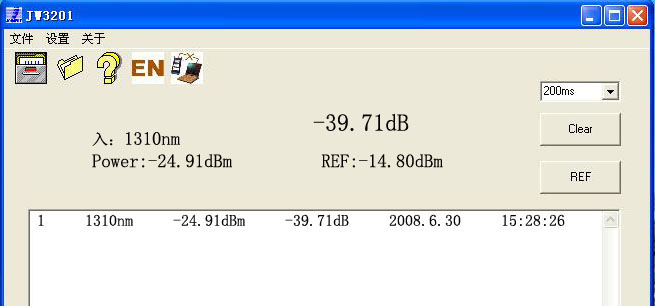 JW3201
文件 设置 关于
EN
200ms
-39.71dB
入: 1310nm
Clear
Power:-24.91dBm REF:-14.80dBm
REF
1 1310nm -24.91dBm -39.71dB 2008.6.30 15:28:26